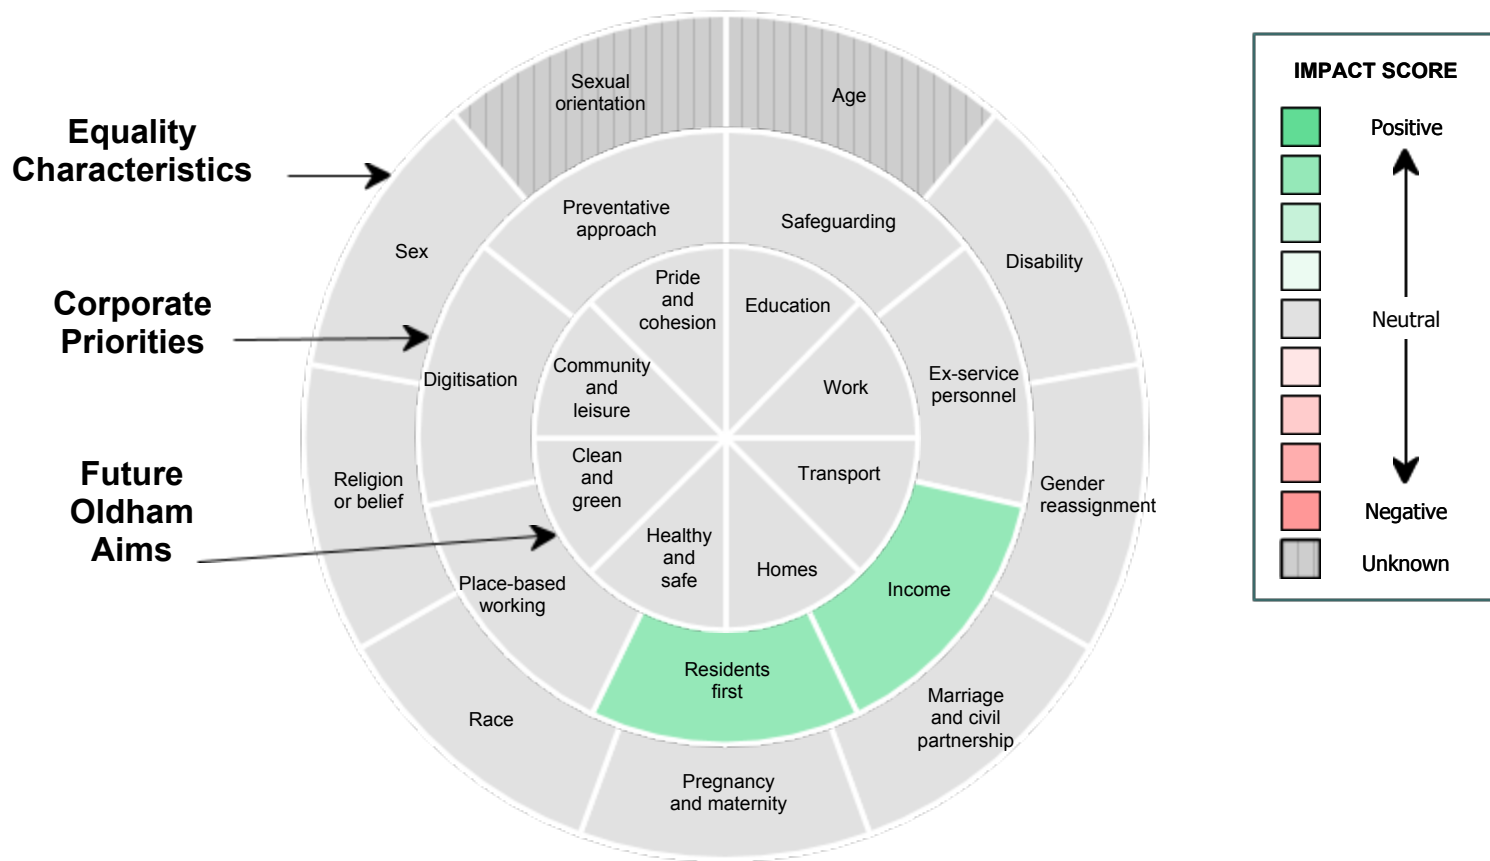 Equality
Characteristics
Corporate
Priorities
Future
Oldham
Aims
Sexual
orientation
Age
Sex
Disability
Religion
or belief
Gender
reassignment
Race
Marriage
and civil
partnership
Pregnancy
and maternity
Preventative
approach
Safeguarding
Digitisation
Ex-service
personnel
Place-based
working
Income
Residents
first
Pride
and
cohesion
Education
Community
and
leisure
Work
Clean
and
green
Transport
Healthy
and
safe
Homes
IMPACT SCORE
Positive
Neutral
Negative
Unknown